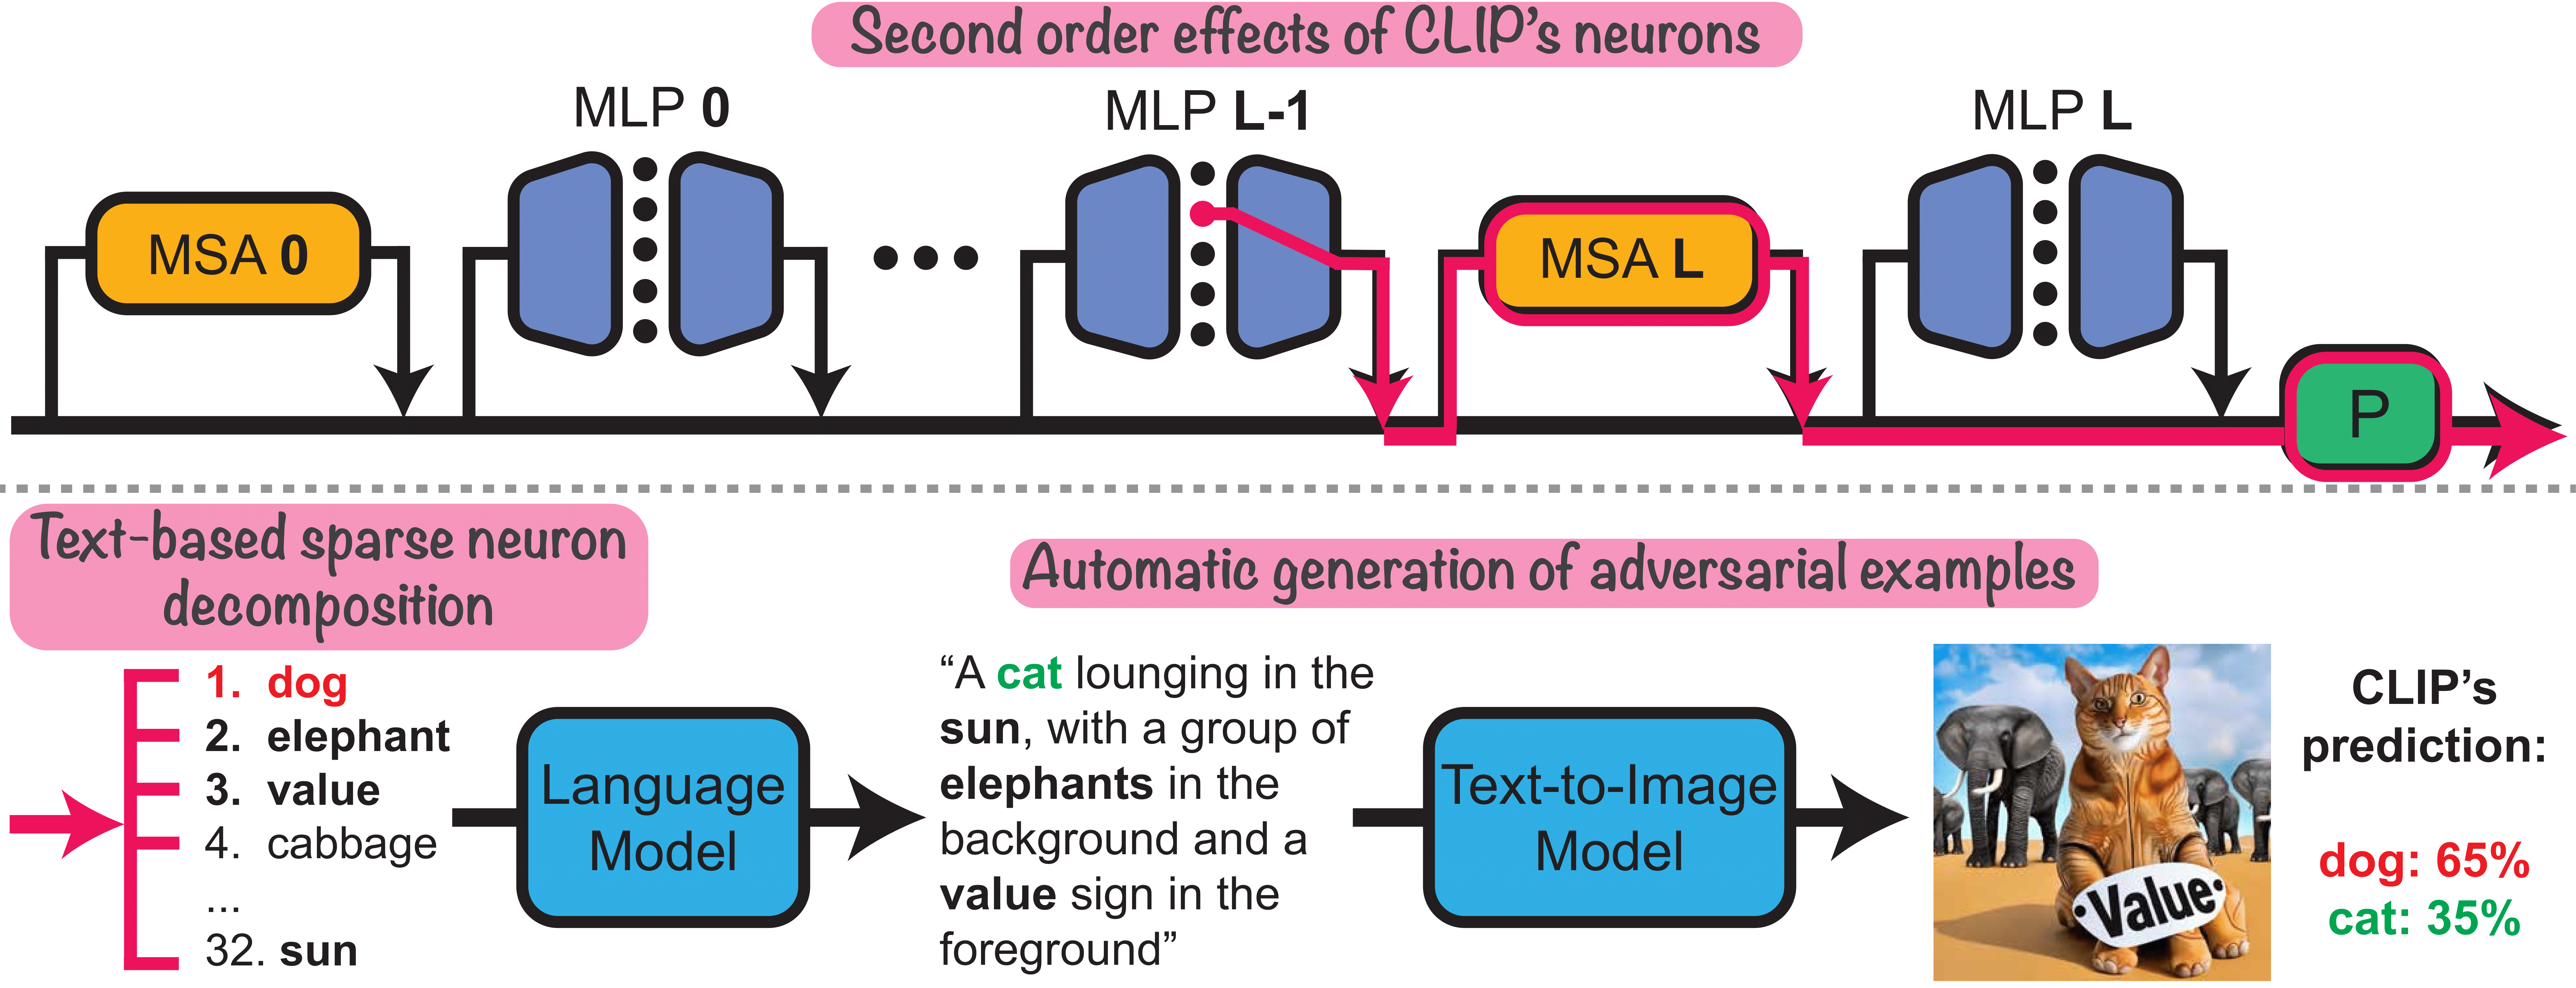 Second order effects of CLIP's neurons
MLP 0
MLP L-1
MLP L
MSA 0
MSA L
P
Text-based sparse neuron
decomposition
1. dog
2. elephant
3. value
4. cabbage
...
32. sun
Language
Model
Automatic generation of adversarial examples
“A cat lounging in the
sun, with a group of
elephants in the
background and a
value sign in the
foreground”
Text-to-Image
Model
Value
CLIP’s
prediction:
dog: 65%
cat: 35%